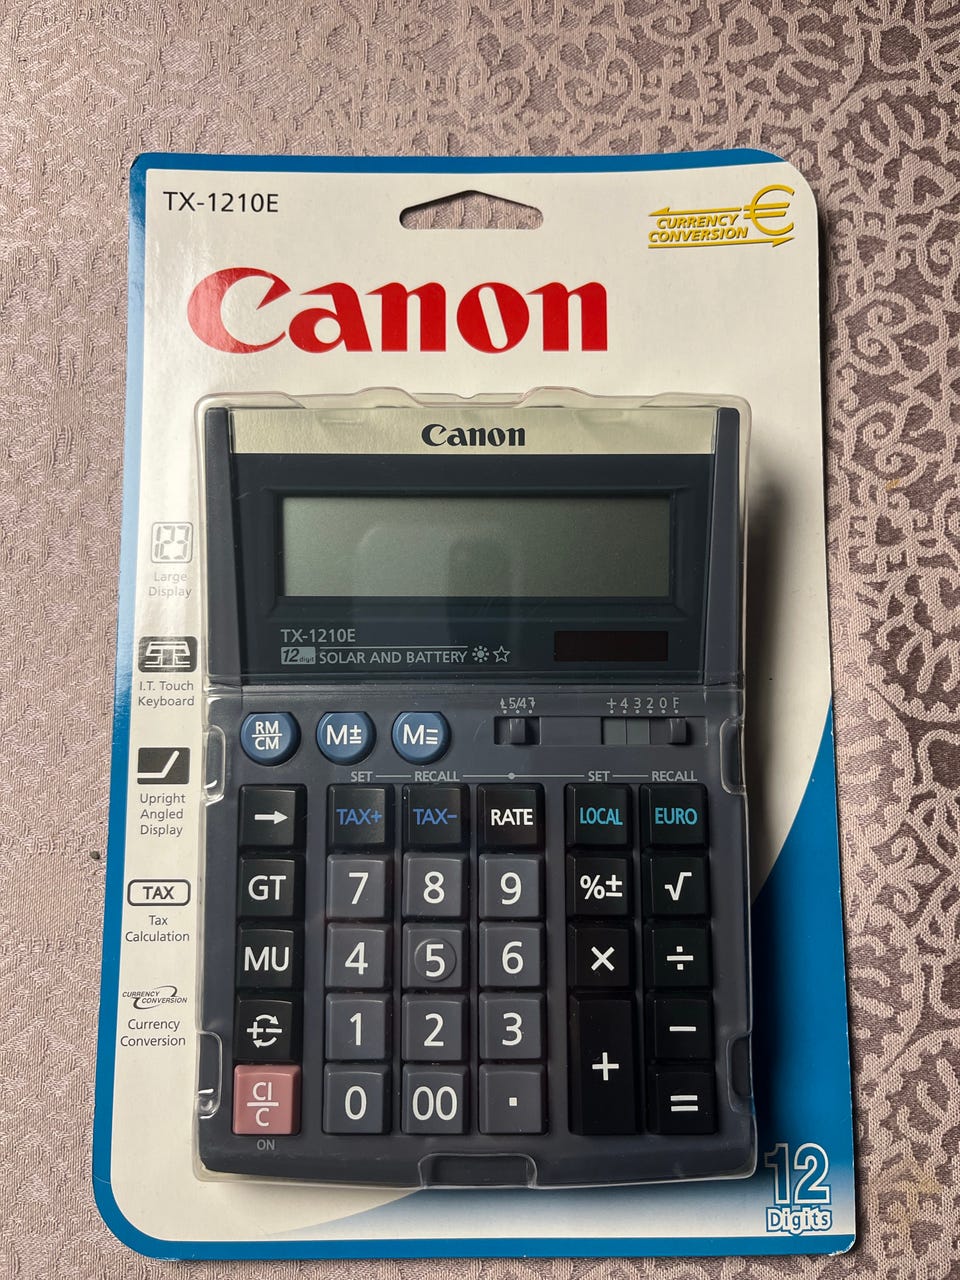 TX-1210E
CURRENCY €
CONVERSION
Canon
Canon
TX-1210E
12 digit SOLAR AND BATTERY
123
Large
Display
I.T. Touch
Keyboard
Upright
Angled
Display
TAX
Tax
Calculation
CURRENCY
CONVERSION
Currency
Conversion
5/4
+ 4 3 2 0 F
RM
CM
M±
M=
SET RECALL SET RECALL
→ TAX+ TAX− RATE LOCAL EURO
GT 7 8 9 %± √
MU 4 5 6 × ÷
1 2 3 + −
CI
C
0 00 . =
ON
12
Digits